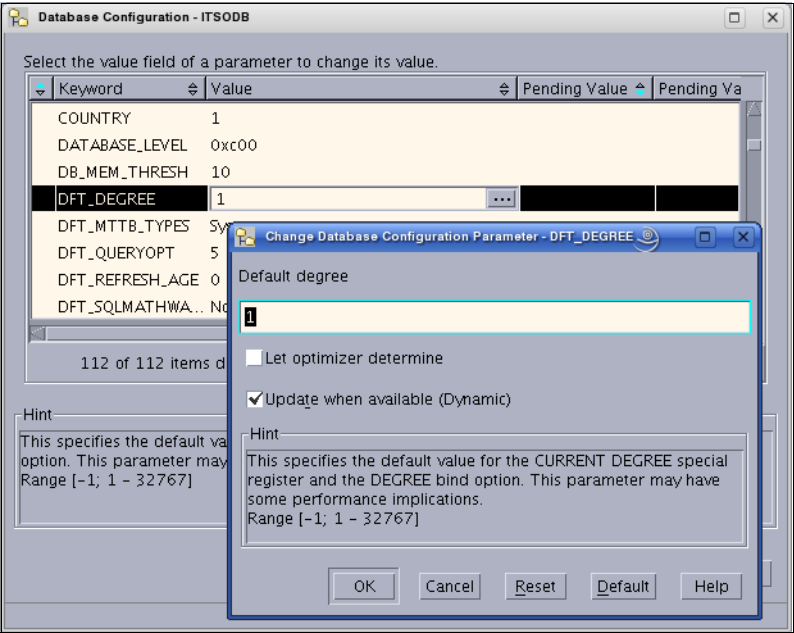 Database Configuration - ITSODB
Select the value field of a parameter to change its value.
Keyword Value Pending Value Pending Va
COUNTRY 1
DATABASE_LEVEL 0xc00
DB_MEM_THRESH 10
DFT_DEGREE 1 ...
DFT_MTTB_TYPES Sy
DFT_QUERYOPT 5
DFT_REFRESH_AGE 0
DFT_SQLMATHWA... No
112 of 112 items d
Hint
This specifies the default va
option. This parameter may
Range [-1; 1 - 32767]
Change Database Configuration Parameter - DFT_DEGREE
Default degree
1
Let optimizer determine
Update when available (Dynamic)
Hint
This specifies the default value for the CURRENT DEGREE special
register and the DEGREE bind option. This parameter may have
some performance implications.
Range [-1; 1 - 32767]
OK Cancel Reset Default Help